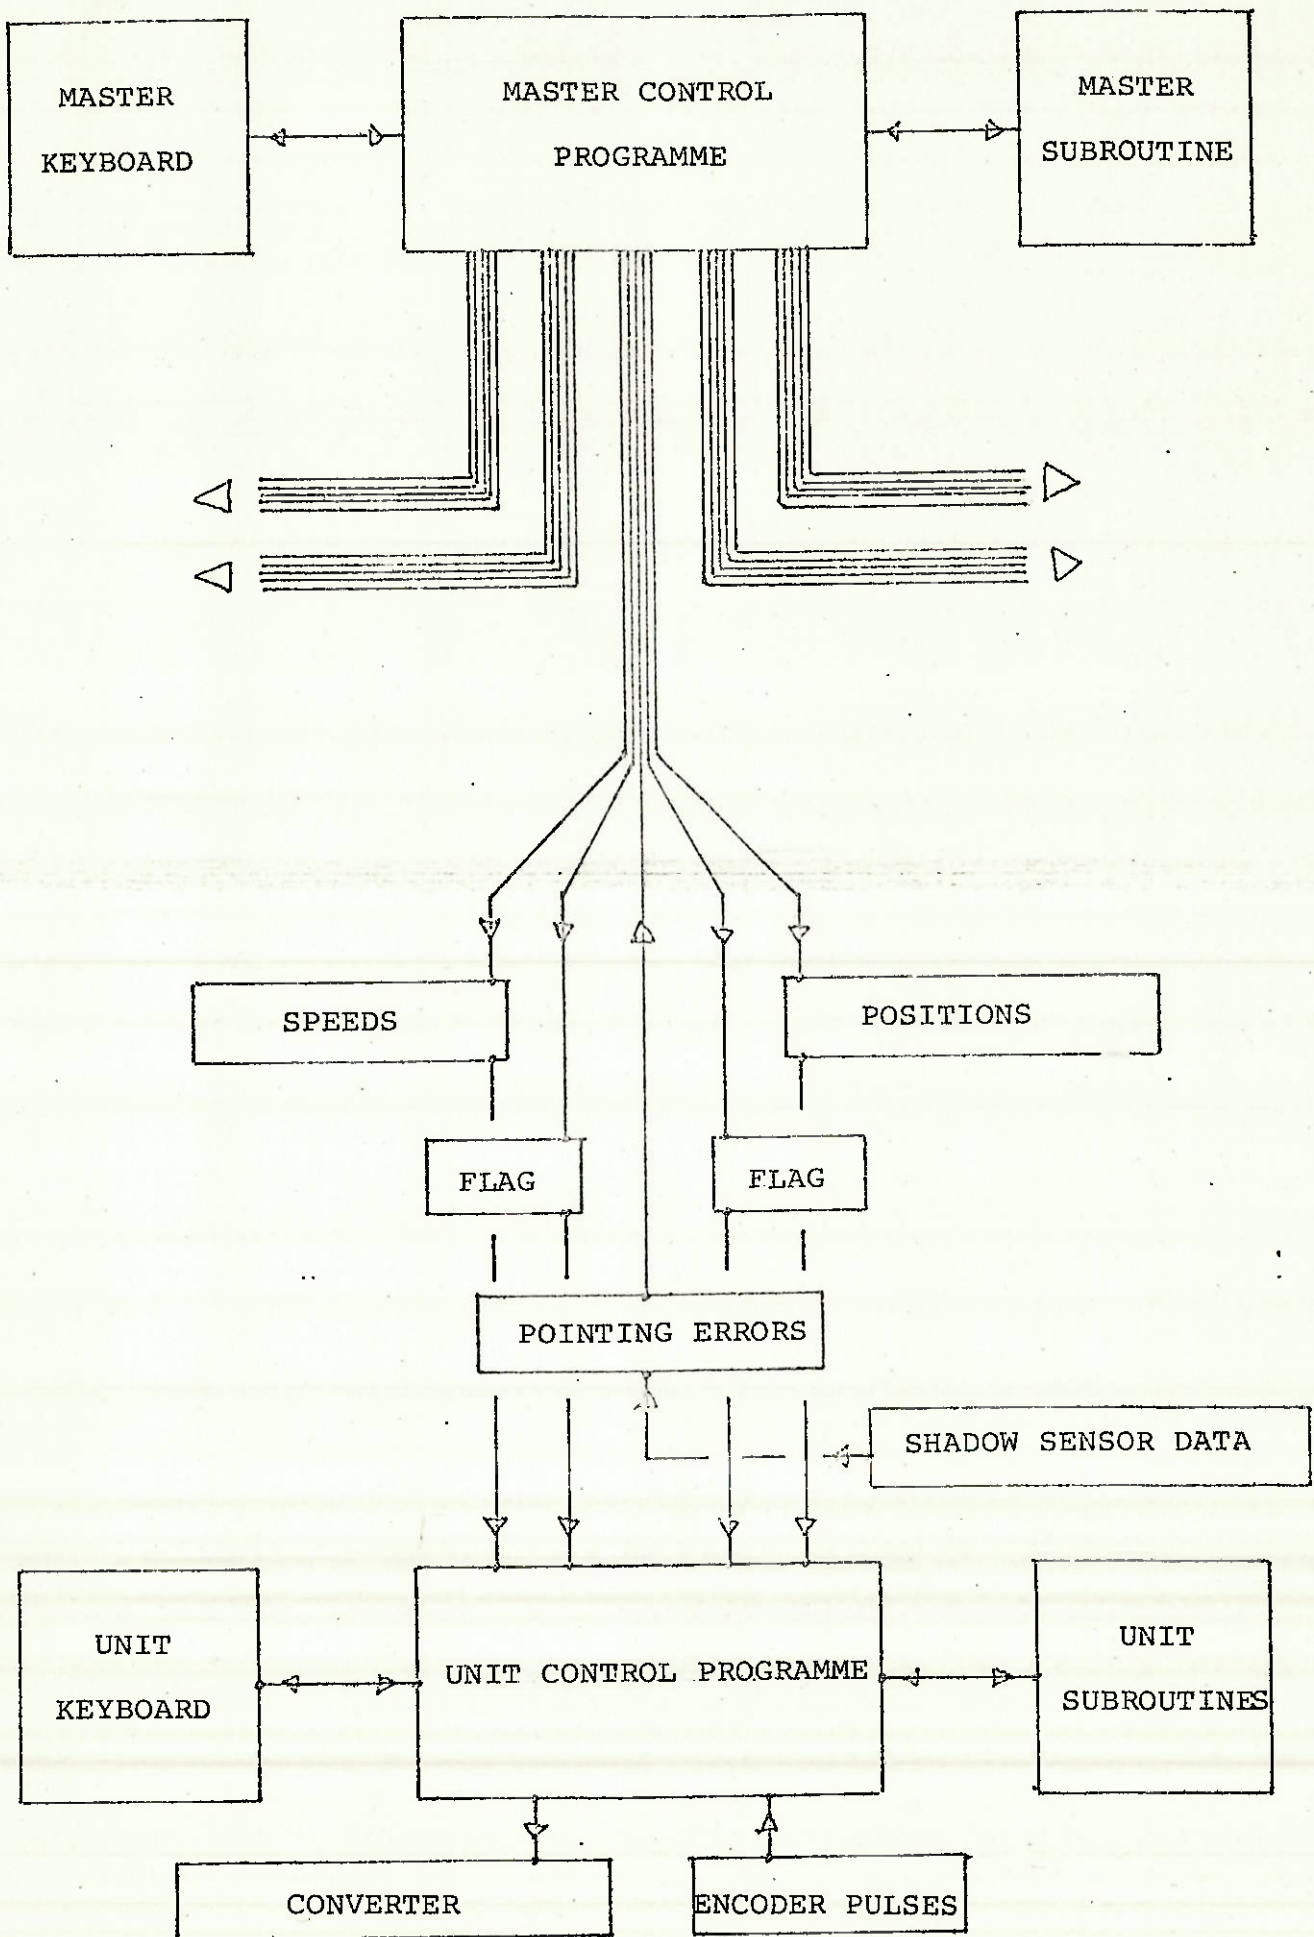 MASTER
KEYBOARD
MASTER CONTROL
PROGRAMME
MASTER
SUBROUTINE
SPEEDS
POSITIONS
FLAG
FLAG
POINTING ERRORS
SHADOW SENSOR DATA
UNIT
KEYBOARD
UNIT CONTROL PROGRAMME
UNIT
SUBROUTINES
CONVERTER
ENCODER PULSES